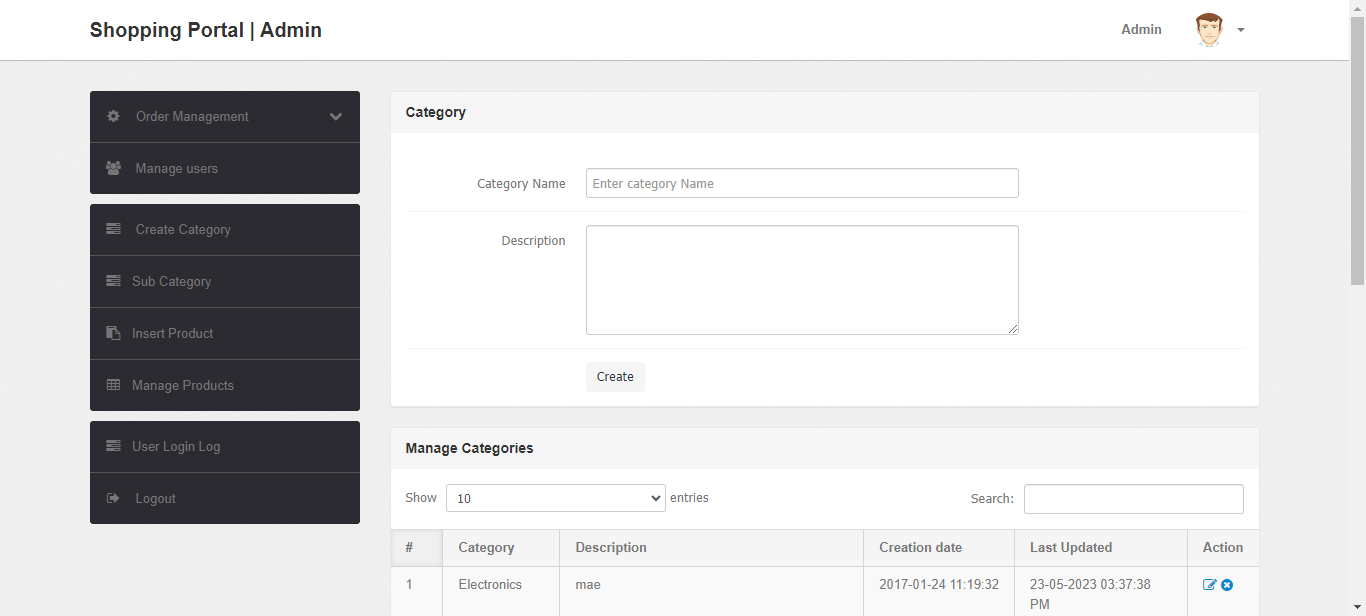 Shopping Portal | Admin
Admin
Order Management
Manage users
Create Category
Sub Category
Insert Product
Manage Products
User Login Log
Logout
Category
Category Name
Enter category Name
Description
Create
Manage Categories
Show 10 entries
Search:
# Category Description Creation date Last Updated Action
1 Electronics mae 2017-01-24 11:19:32 23-05-2023 03:37:38
PM